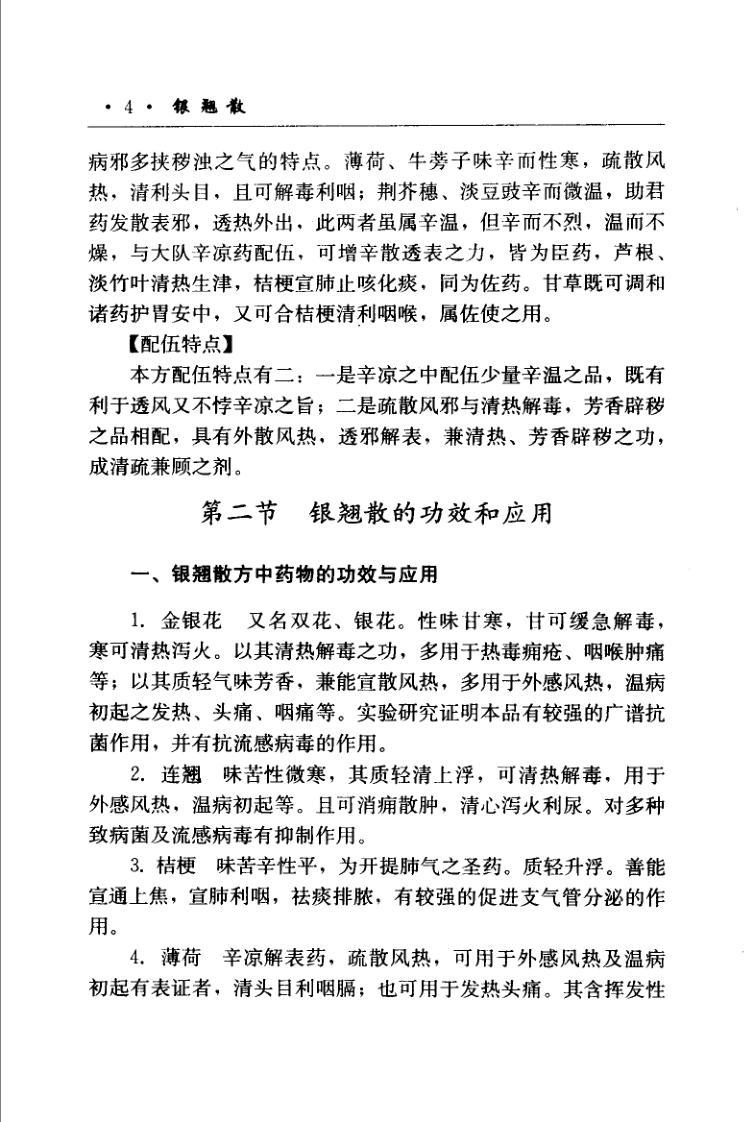 · 4 · 银翘散
病邪多挟秽浊之气的特点。薄荷、牛蒡子味辛而性寒，疏散风
热，清利头目，且可解毒利咽；荆芥穗、淡豆豉辛而微温，助君
药发散表邪，透热外出，此两者虽属辛温，但辛而不烈，温而不
燥，与大队辛凉药配伍，可增辛散透表之力，皆为臣药，芦根、
淡竹叶清热生津，桔梗宣肺止咳化痰，同为佐药。甘草既可调和
诸药护胃安中，又可合桔梗清利咽喉，属佐使之用。
【配伍特点】
本方配伍特点有二：一是辛凉之中配伍少量辛温之品，既有
利于透风又不悖辛凉之旨；二是疏散风邪与清热解毒，芳香辟秽
之品相配，具有外散风热，透邪解表，兼清热、芳香辟秽之功，
成清疏兼顾之剂。
第二节　银翘散的功效和应用
一、银翘散方中药物的功效与应用
1. 金银花　又名双花、银花。性味甘寒，甘可缓急解毒，
寒可清热泻火。以其清热解毒之功，多用于热毒痈疮、咽喉肿痛
等；以其质轻气味芳香，兼能宣散风热，多用于外感风热，温病
初起之发热、头痛、咽痛等。实验研究证明本品有较强的广谱抗
菌作用，并有抗流感病毒的作用。
2. 连翘　味苦性微寒，其质轻清上浮，可清热解毒，用于
外感风热，温病初起等。且可消痈散肿，清心泻火利尿。对多种
致病菌及流感病毒有抑制作用。
3. 桔梗　味苦辛性平，为开提肺气之圣药。质轻升浮。善能
宣通上焦，宣肺利咽，祛痰排脓，有较强的促进支气管分泌的作
用。
4. 薄荷　辛凉解表药，疏散风热，可用于外感风热及温病
初起有表证者，清头目利咽膈；也可用于发热头痛。其含挥发性